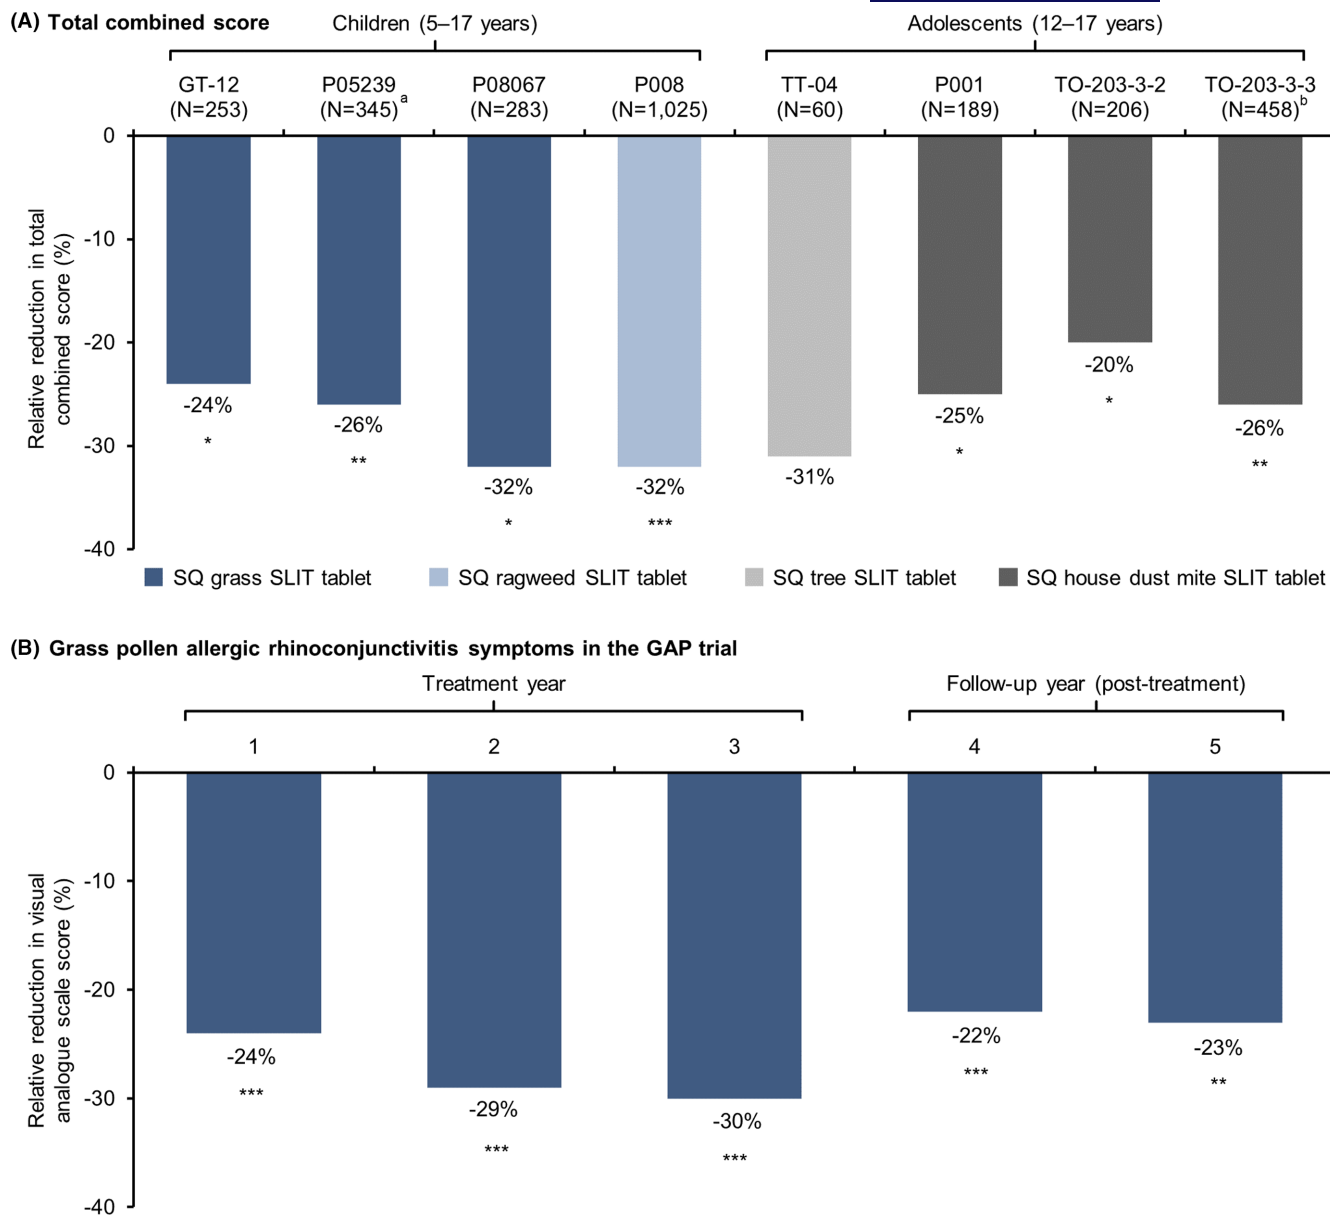 (A) Total combined score
Children (5–17 years)
Adolescents (12–17 years)
GT-12
(N=253)
P05239
(N=345)a
P08067
(N=283)
P008
(N=1,025)
TT-04
(N=60)
P001
(N=189)
TO-203-3-2
(N=206)
TO-203-3-3
(N=458)b
Relative reduction in total
combined score (%)
0
-10
-20
-30
-40
-24%
*
-26%
**
-32%
*
-32%
***
-31%
-25%
*
-20%
*
-26%
**
SQ grass SLIT tablet
SQ ragweed SLIT tablet
SQ tree SLIT tablet
SQ house dust mite SLIT tablet
(B) Grass pollen allergic rhinoconjunctivitis symptoms in the GAP trial
Treatment year
Follow-up year (post-treatment)
1
2
3
4
5
Relative reduction in visual
analogue scale score (%)
0
-10
-20
-30
-40
-24%
***
-29%
***
-30%
***
-22%
***
-23%
**